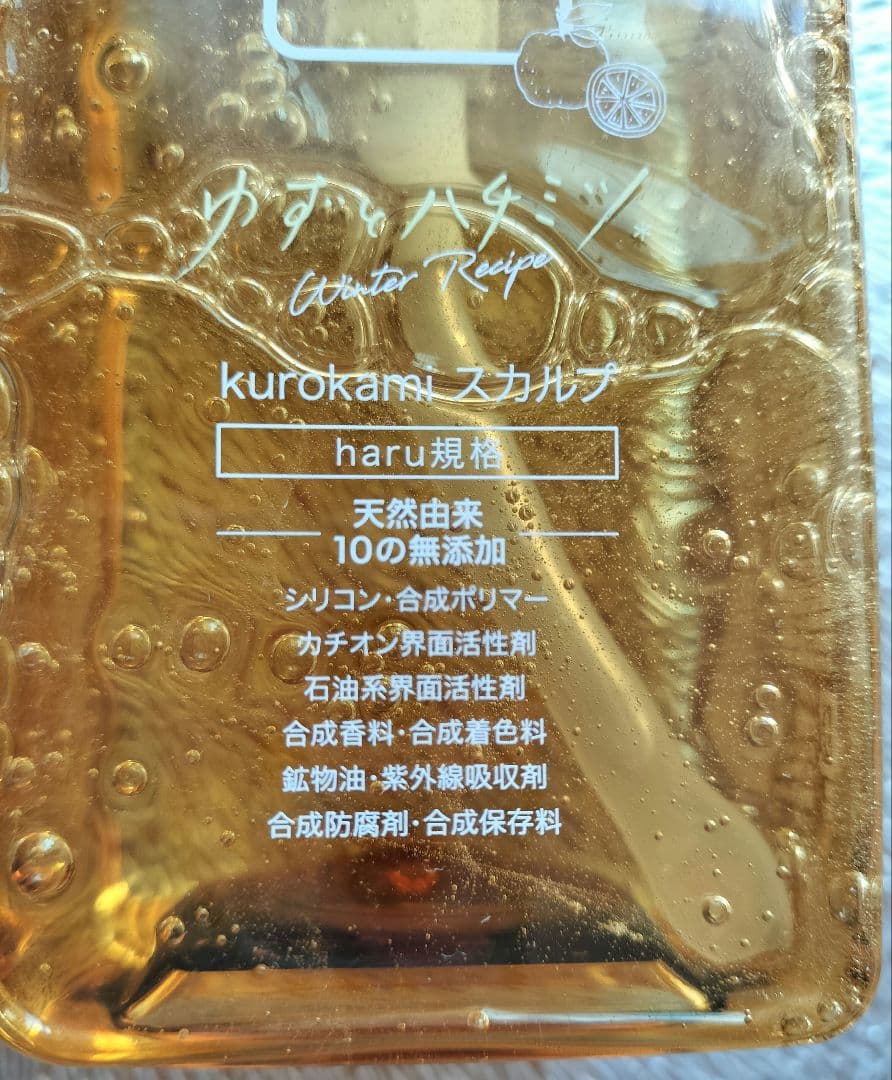 ゆずとハチミツ
Winter Recipe
kurokami スカルプ
haru規格
天然由来
10の無添加
シリコン・合成ポリマー
カチオン界面活性剤
石油系界面活性剤
合成香料・合成着色料
鉱物油・紫外線吸収剤
合成防腐剤・合成保存料